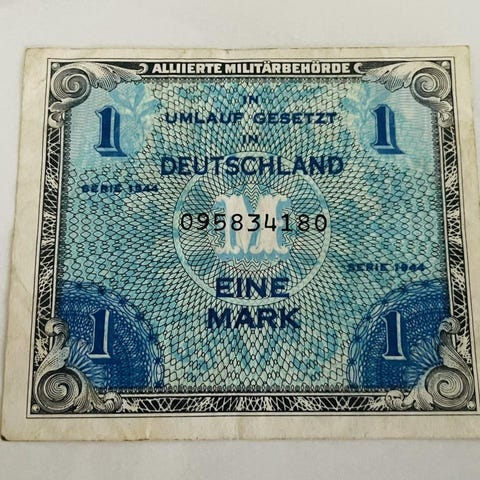 ALLIIERTE MILITÄRBEHÖRDE
1 1
IN
UMLAUF GESETZT
IN
DEUTSCHLAND
SERIE 1944
M
095834180
SERIE 1944
EINE
MARK
1 1